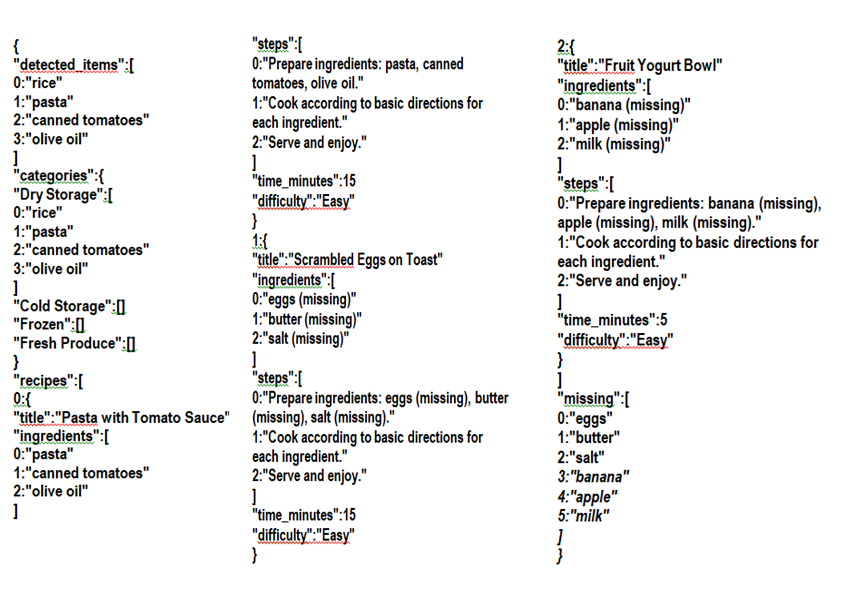 {
"detected_items":[
0:"rice"
1:"pasta"
2:"canned tomatoes"
3:"olive oil"
]
"categories":{
"Dry Storage":[
0:"rice"
1:"pasta"
2:"canned tomatoes"
3:"olive oil"
]
"Cold Storage":[]
"Frozen":[]
"Fresh Produce":[]
}
"recipes":[
0:{
"title":"Pasta with Tomato Sauce"
"ingredients":[
0:"pasta"
1:"canned tomatoes"
2:"olive oil"
]
"steps":[
0:"Prepare ingredients: pasta, canned
tomatoes, olive oil."
1:"Cook according to basic directions for
each ingredient."
2:"Serve and enjoy."
]
"time_minutes":15
"difficulty":"Easy"
}
1:{
"title":"Scrambled Eggs on Toast"
"ingredients":[
0:"eggs (missing)"
1:"butter (missing)"
2:"salt (missing)"
]
"steps":[
0:"Prepare ingredients: eggs (missing), butter
(missing), salt (missing)."
1:"Cook according to basic directions for
each ingredient."
2:"Serve and enjoy."
]
"time_minutes":15
"difficulty":"Easy"
}
2:{
"title":"Fruit Yogurt Bowl"
"ingredients":[
0:"banana (missing)"
1:"apple (missing)"
2:"milk (missing)"
]
"steps":[
0:"Prepare ingredients: banana (missing),
apple (missing), milk (missing)."
1:"Cook according to basic directions for
each ingredient."
2:"Serve and enjoy."
]
"time_minutes":5
"difficulty":"Easy"
}
]
"missing":[
0:"eggs"
1:"butter"
2:"salt"
3:"banana"
4:"apple"
5:"milk"
]
}